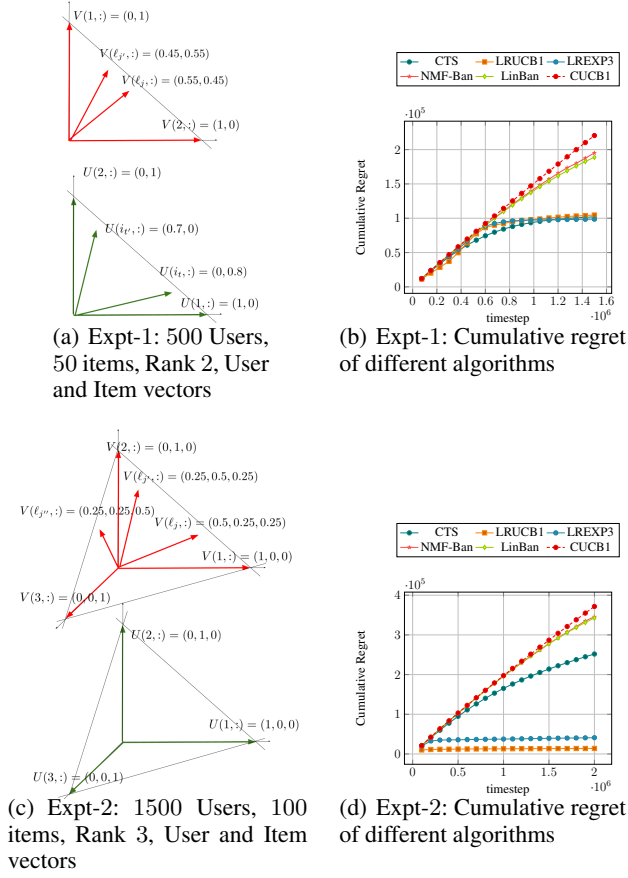 V(1,:) = (0, 1)
V(ℓ_{j'},:) = (0.45, 0.55)
V(ℓ_j,:) = (0.55, 0.45)
V(2,:) = (1, 0)
U(2,:) = (0, 1)
U(i_{t'},:) = (0.7, 0)
U(i_t,:) = (0, 0.8)
U(1,:) = (1, 0)
(a) Expt-1: 500 Users,
50 items, Rank 2, User
and Item vectors
CTS LRUCB1 LREXP3
NMF-Ban LinBan CUCB1
·10^5
2
1.5
1
0.5
0
Cumulative Regret
0 0.2 0.4 0.6 0.8 1 1.2 1.4 1.6
timestep
·10^6
(b) Expt-1: Cumulative regret
of different algorithms
V(2,:) = (0, 1, 0)
V(ℓ_{j'},:) = (0.25, 0.5, 0.25)
V(ℓ_{j''},:) = (0.25, 0.25, 0.5)
V(ℓ_j,:) = (0.5, 0.25, 0.25)
V(1,:) = (1, 0, 0)
V(3,:) = (0, 0, 1)
U(2,:) = (0, 1, 0)
U(1,:) = (1, 0, 0)
U(3,:) = (0, 0, 1)
(c) Expt-2: 1500 Users, 100
items, Rank 3, User and Item
vectors
CTS LRUCB1 LREXP3
NMF-Ban LinBan CUCB1
·10^5
4
3
2
1
0
Cumulative Regret
0 0.5 1 1.5 2
timestep
·10^6
(d) Expt-2: Cumulative regret
of different algorithms